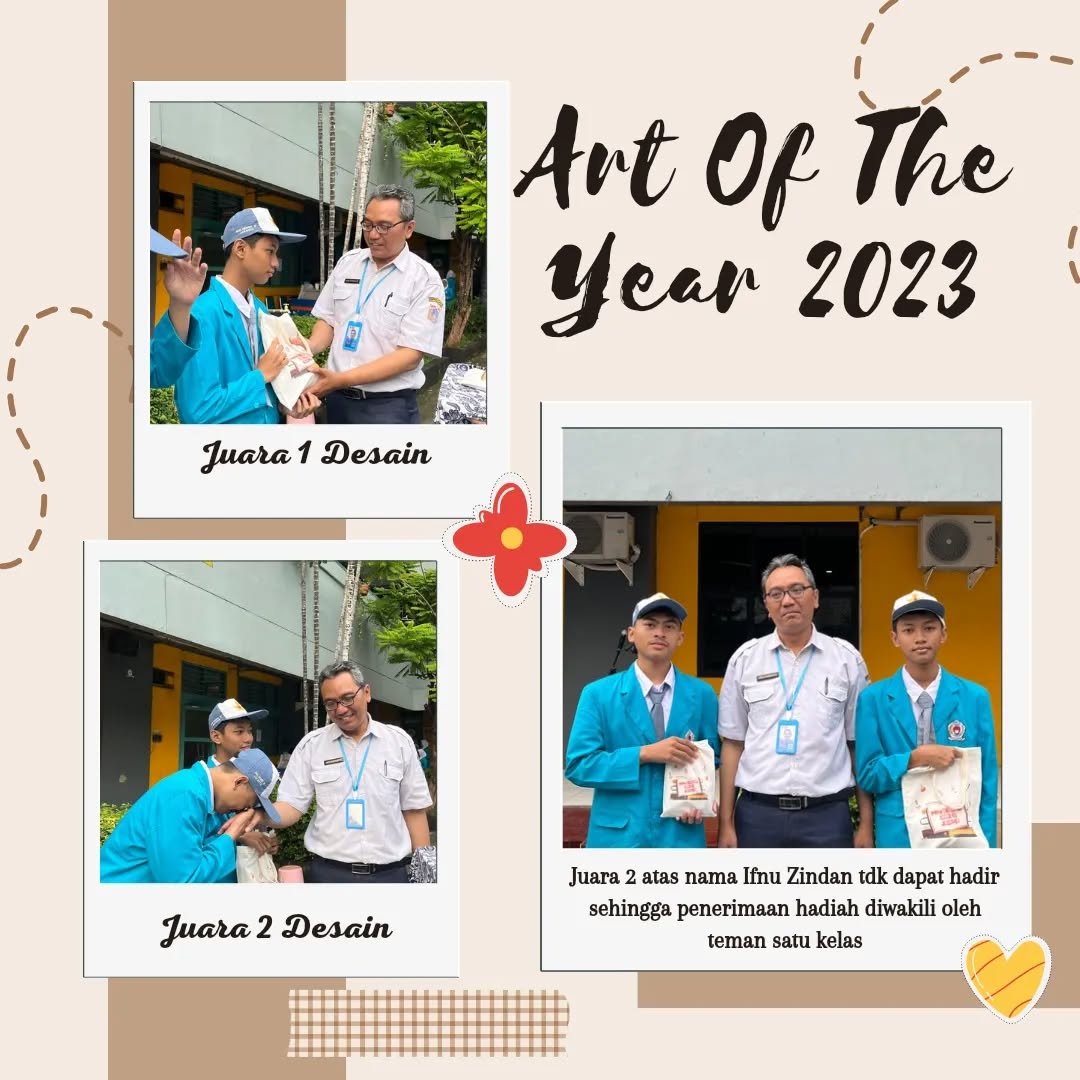 Art Of The
Year 2023
Juara 1 Desain
Juara 2 Desain
Juara 2 atas nama Ifnu Zindan tdk dapat hadir
sehingga penerimaan hadiah diwakili oleh
teman satu kelas